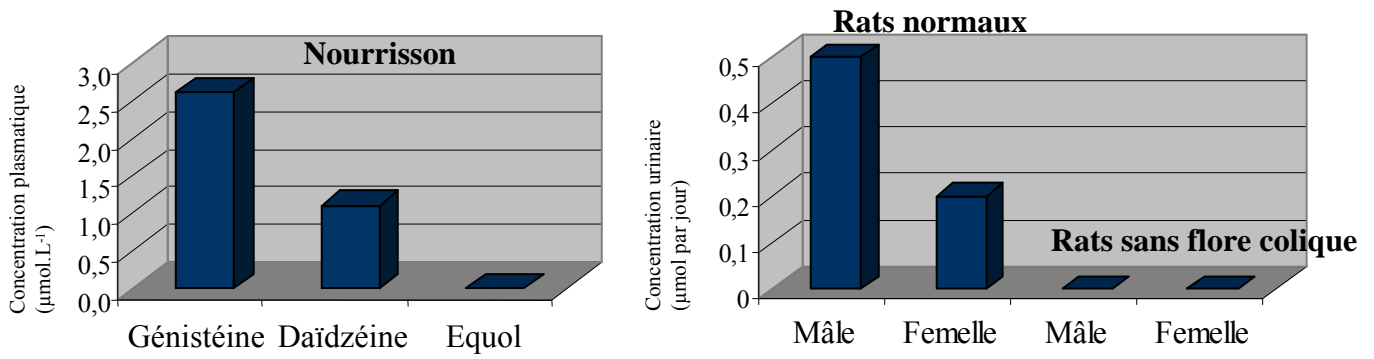 Nourrisson
Concentration plasmatique
(µmol.L-1)
3,0
2,5
2,0
1,5
1,0
0,5
0,0
Génistéine Daïdzéine Equol
Rats normaux
Concentration urinaire
(µmol par jour)
0,5
0,4
0,3
0,2
0,1
0
Rats sans flore colique
Mâle Femelle Mâle Femelle